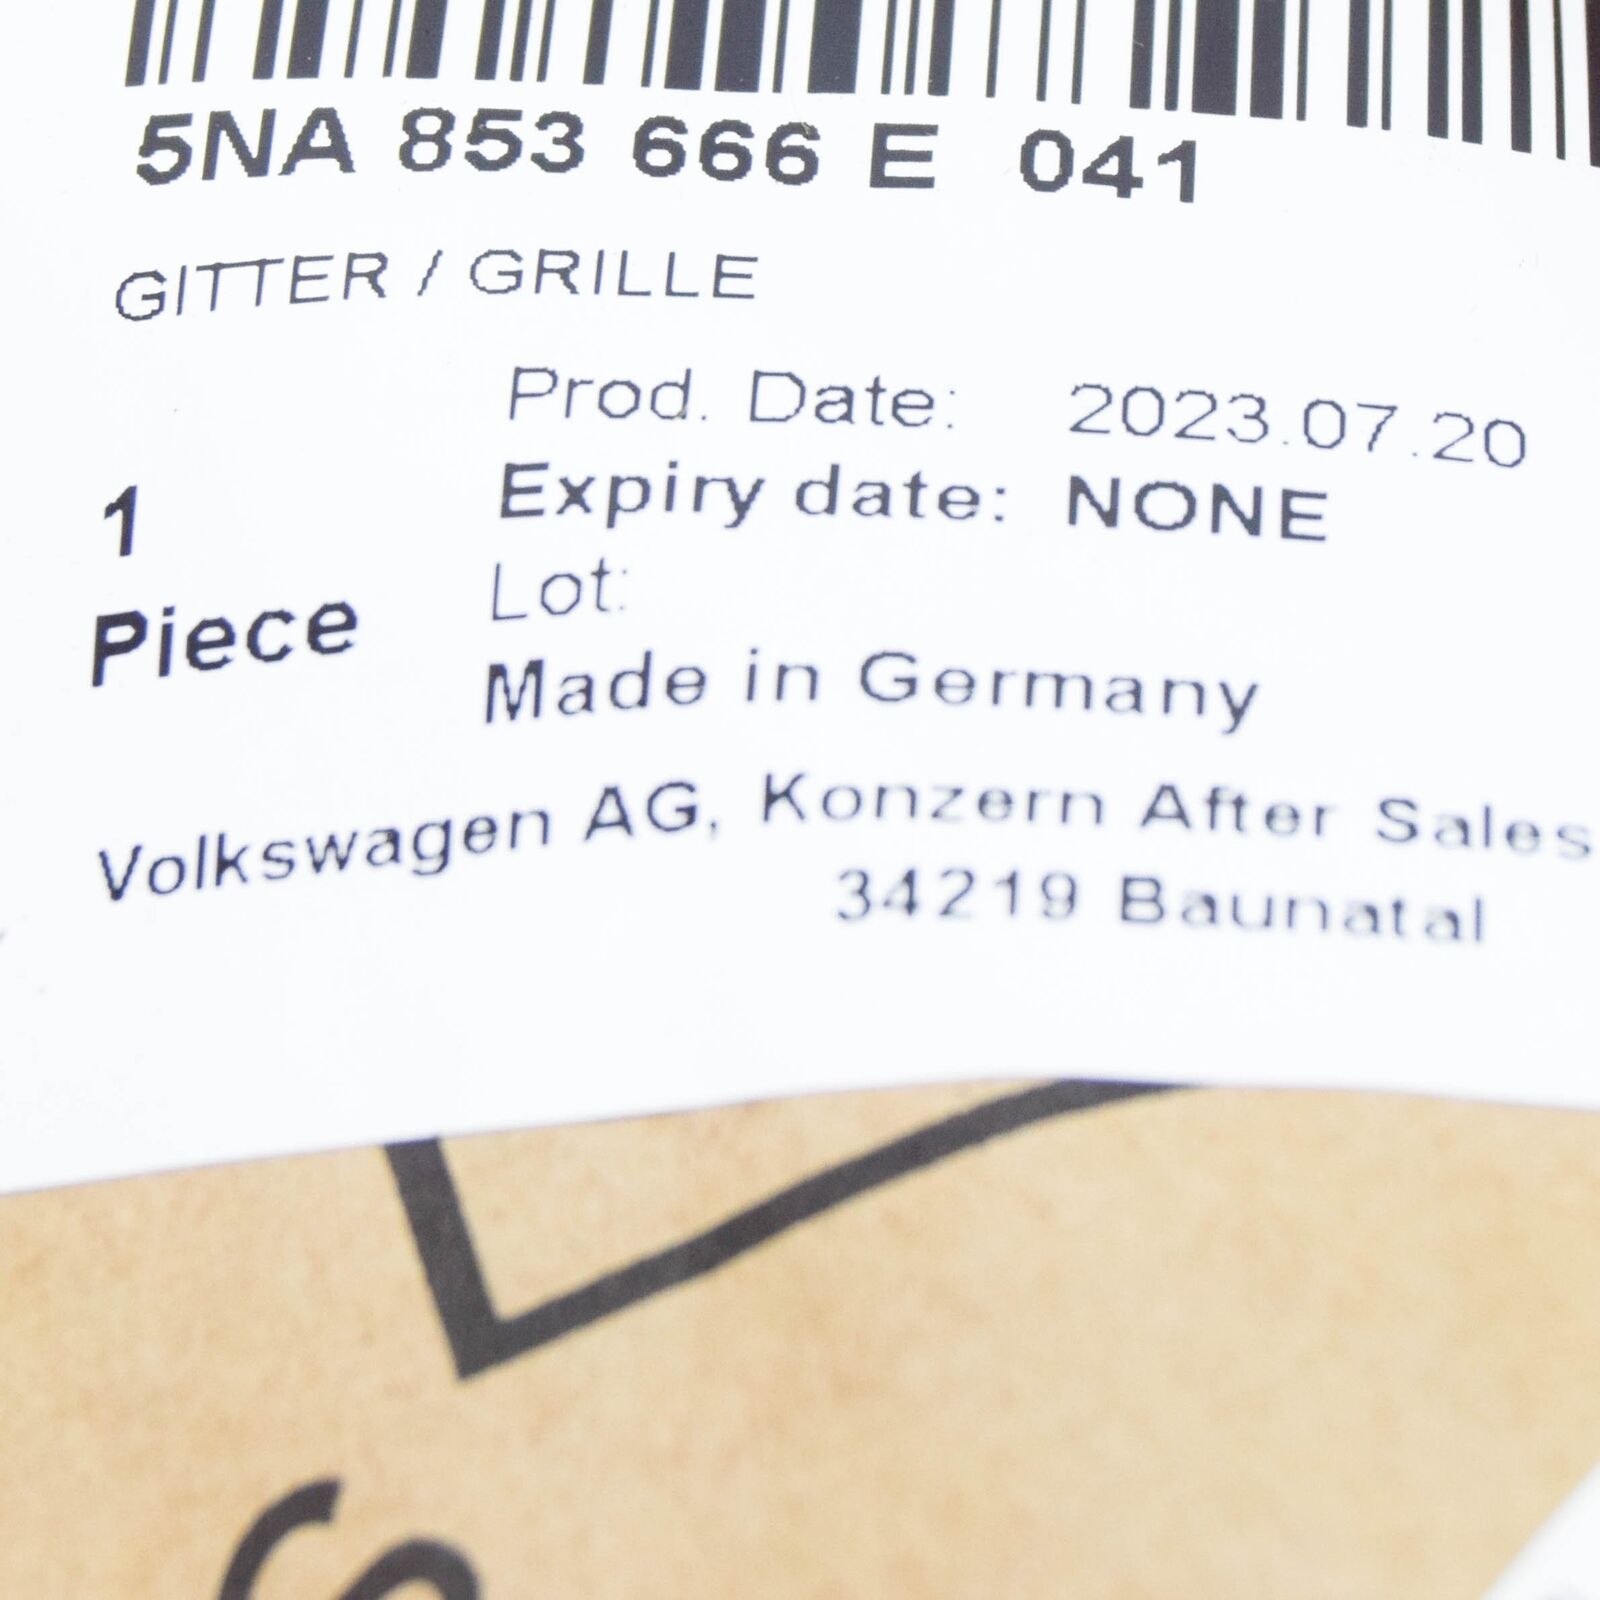 5NA 853 666 E 041
GITTER / GRILLE
Prod. Date: 2023.07.20
Expiry date: NONE
1
Piece
Lot:
Made in Germany
Volkswagen AG, Konzern After Sales
34219 Baunatal
S